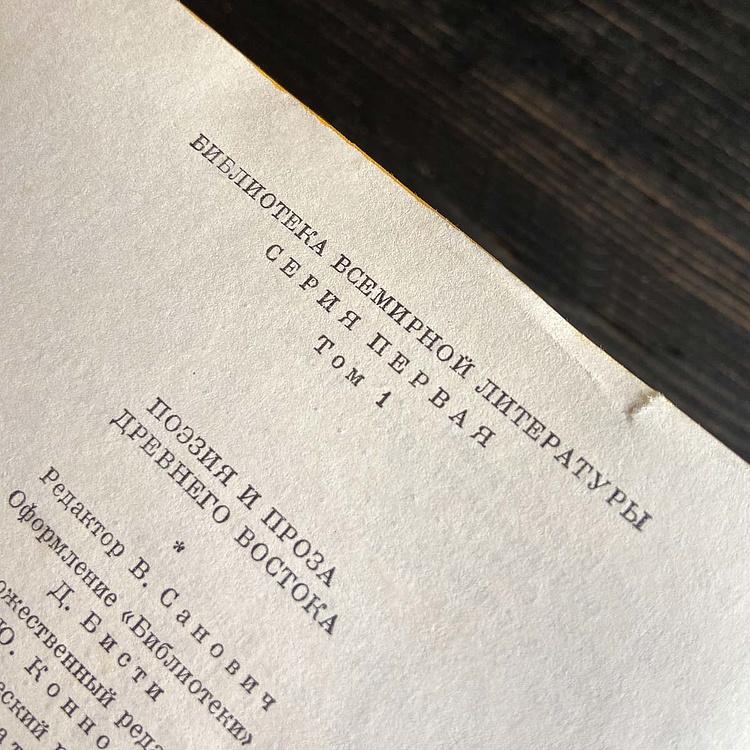 БИБЛИОТЕКА ВСЕМИРНОЙ ЛИТЕРАТУРЫ
СЕРИЯ ПЕРВАЯ
Том 1
ПОЭЗИЯ И ПРОЗА
ДРЕВНЕГО ВОСТОКА
*
Редактор В. Санович
Оформление «Библиотеки»
Д. Бисти